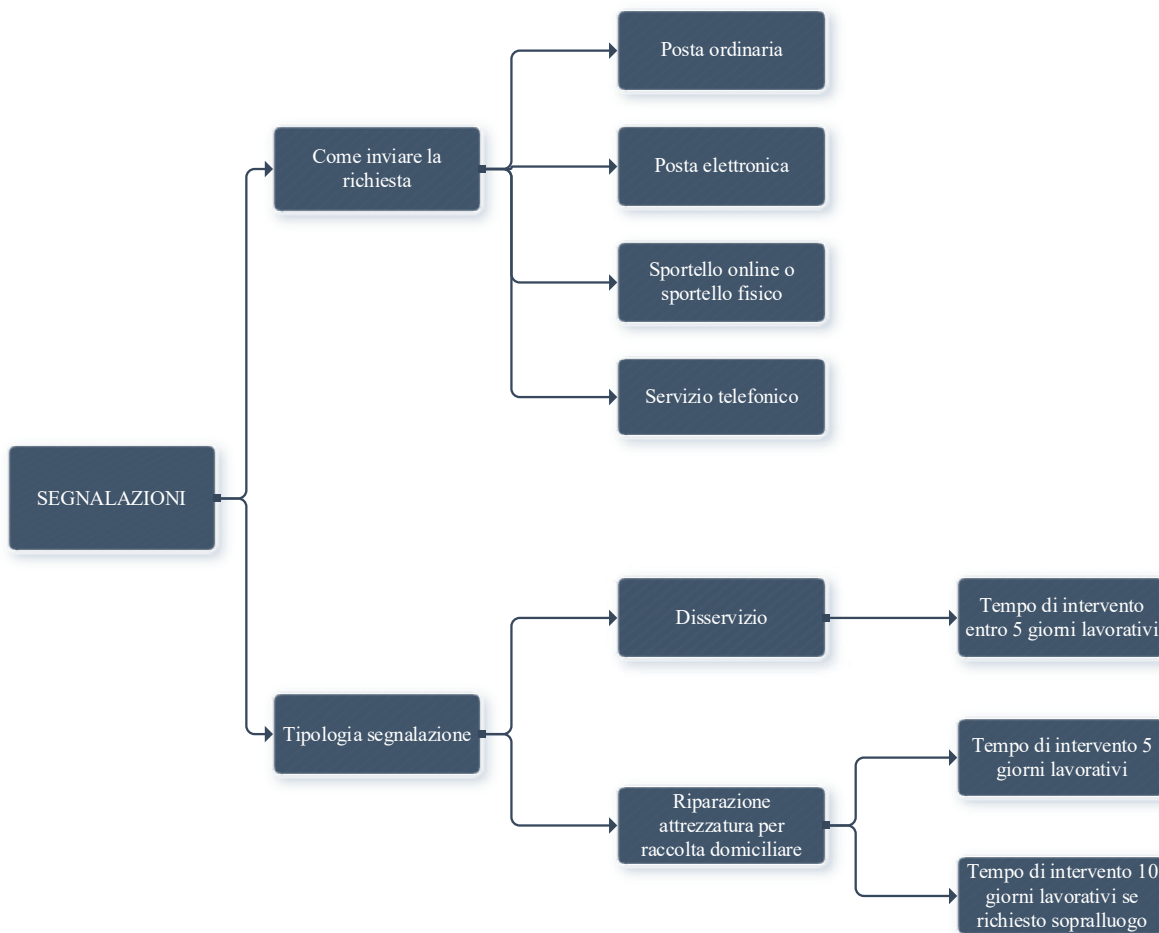 Posta ordinaria
Come inviare la
richiesta
Posta elettronica
Sportello online o
sportello fisico
Servizio telefonico
SEGNALAZIONI
Disservizio
Tempo di intervento
entro 5 giorni lavorativi
Tipologia segnalazione
Tempo di intervento 5
giorni lavorativi
Riparazione
attrezzatura per
raccolta domiciliare
Tempo di intervento 10
giorni lavorativi se
richiesto sopralluogo